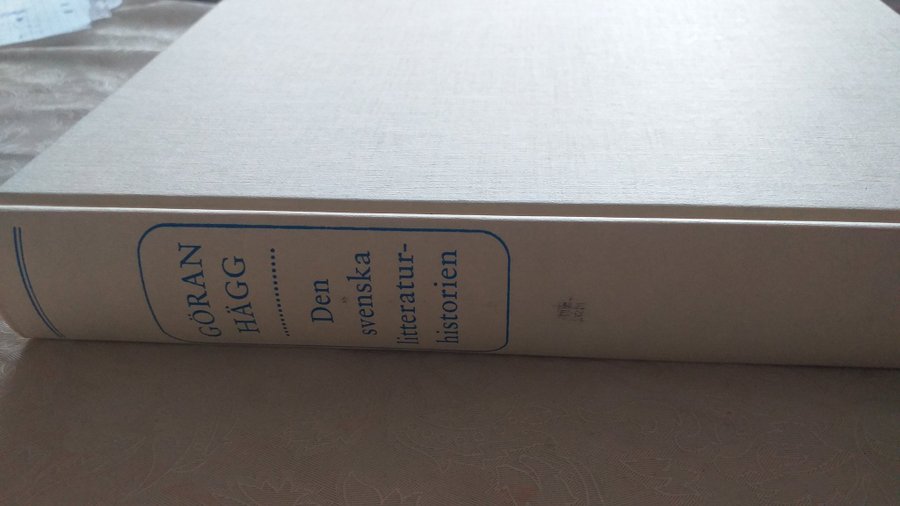 GÖRAN
HÄGG
Den
svenska
litteratur-
historien